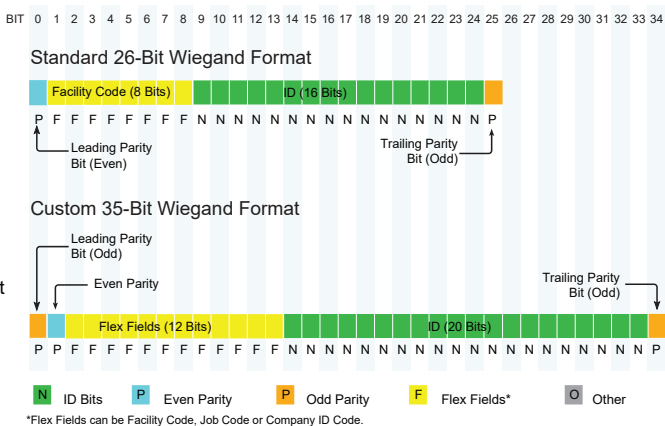 BIT 0 1 2 3 4 5 6 7 8 9 10 11 12 13 14 15 16 17 18 19 20 21 22 23 24 25 26 27 28 29 30 31 32 33 34
Standard 26-Bit Wiegand Format
Facility Code (8 Bits) ID (16 Bits)
P F F F F F F F F N N N N N N N N N N N N N N N N P
Leading Parity
Bit (Even)
Trailing Parity
Bit (Odd)
Custom 35-Bit Wiegand Format
Leading Parity
Bit (Odd)
Even Parity
Trailing Parity
Bit (Odd)
t
Flex Fields (12 Bits) ID (20 Bits)
P P F F F F F F F F F F F F N N N N N N N N N N N N N N N N N N N N P
N ID Bits P Even Parity P Odd Parity F Flex Fields* O Other
*Flex Fields can be Facility Code, Job Code or Company ID Code.